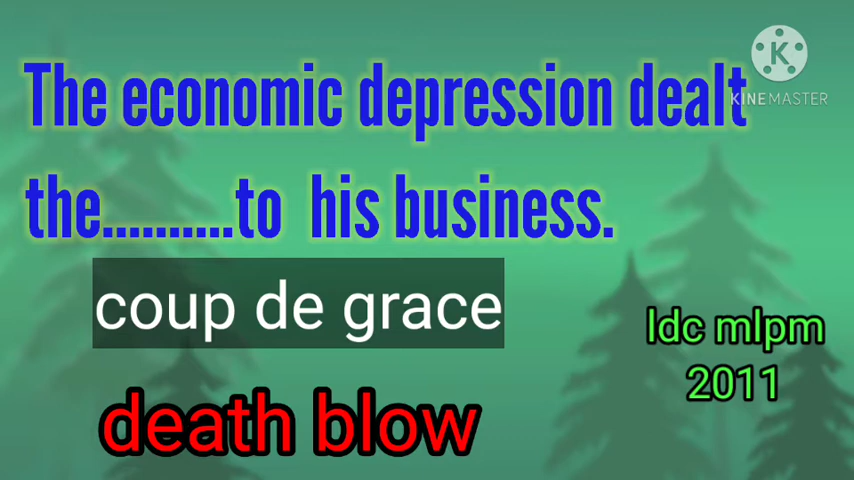 The economic depression dealt
the..........to his business.
coup de grace
death blow
ldc mlpm
2011
K
KINEMASTER